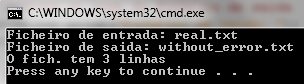 C:\WINDOWS\system32\cmd.exe
Ficheiro de entrada: real.txt
Ficheiro de saida: without_error.txt
O fich. tem 3 linhas
Press any key to continue . . .